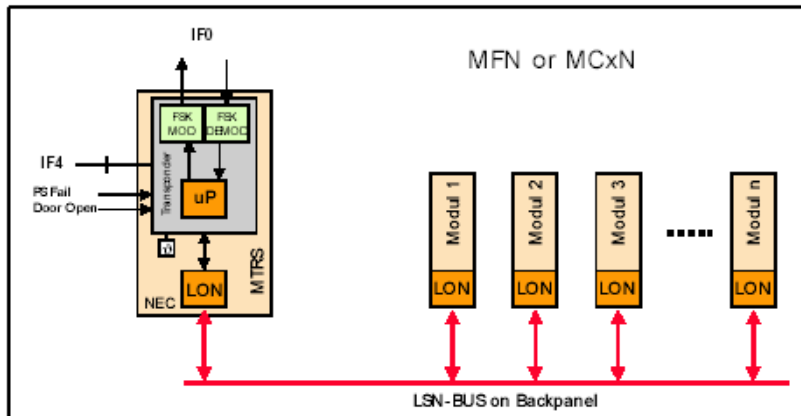 IF0
MFN or MCxN
FSK MOD
FSK DEMOD
IF4
PS Fail
Door Open
Transponder
uP
MTRS
NEC
LON
Modul 1
LON
Modul 2
LON
Modul 3
LON
Modul n
LON
LSN-BUS on Backpanel